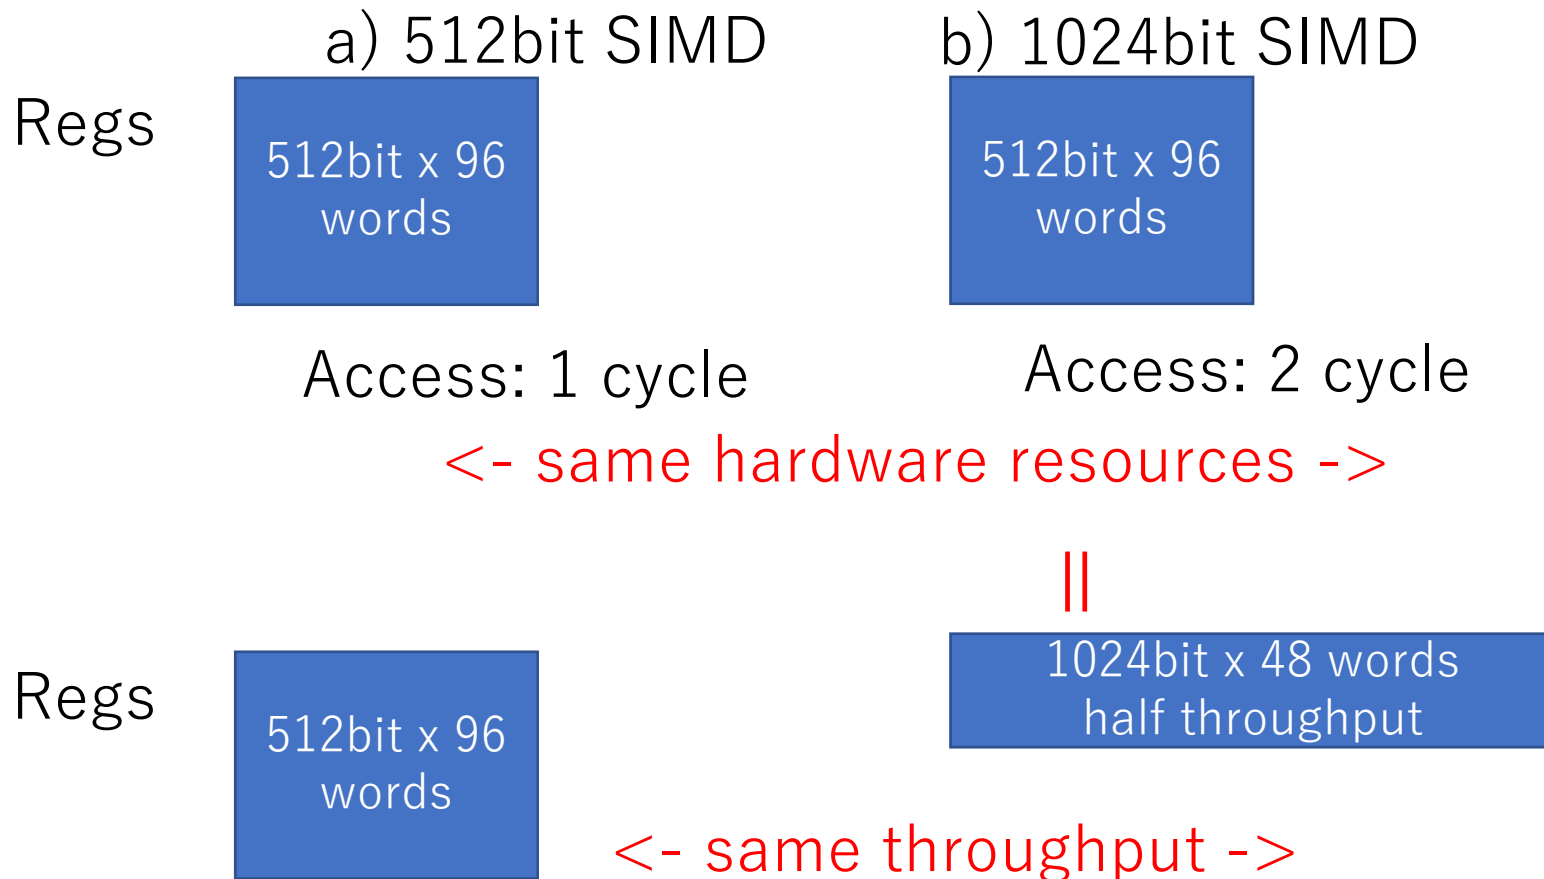 a) 512bit SIMD
b) 1024bit SIMD
Regs
512bit x 96
words
512bit x 96
words
Access: 1 cycle
Access: 2 cycle
<- same hardware resources ->
||
Regs
512bit x 96
words
1024bit x 48 words
half throughput
<- same throughput ->